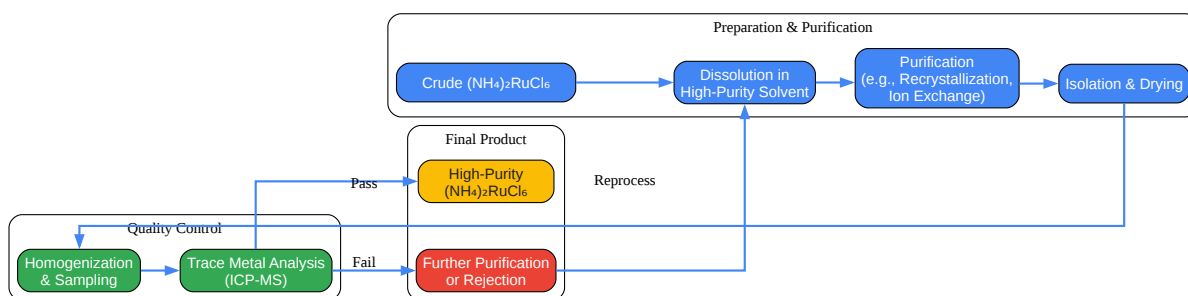 Preparation & Purification
Crude (NH₄)₂RuCl₆
Dissolution in
High-Purity Solvent
Purification
(e.g., Recrystallization,
Ion Exchange)
Isolation & Drying
Final Product
High-Purity
(NH₄)₂RuCl₆
Pass
Reprocess
Quality Control
Homogenization
& Sampling
Trace Metal Analysis
(ICP-MS)
Fail
Further Purification
or Rejection